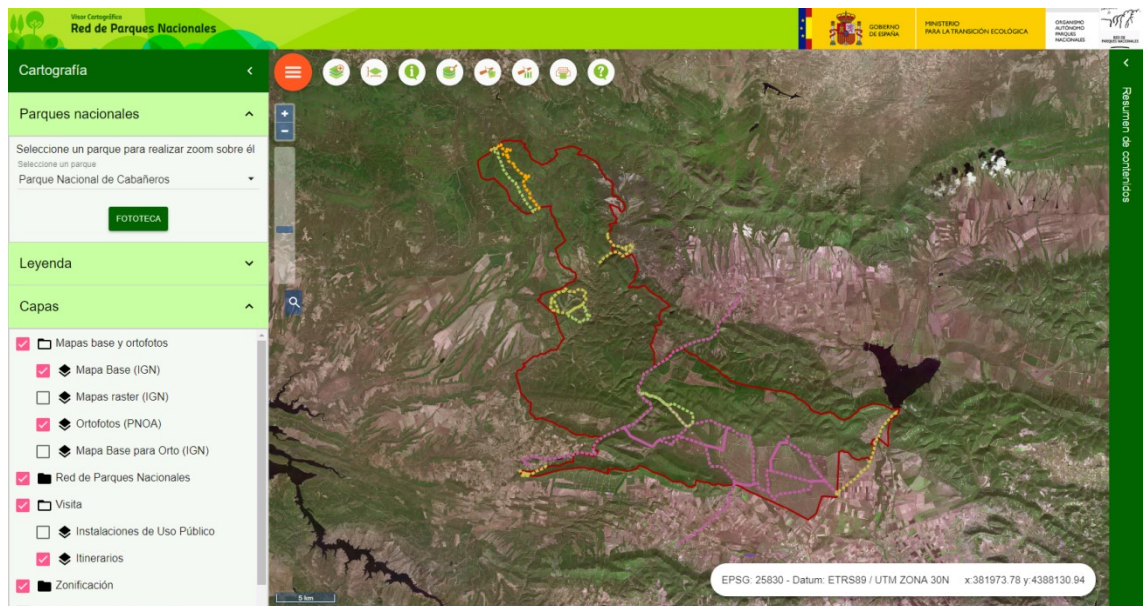 Visor Cartográfico
Red de Parques Nacionales
GOBIERNO
DE ESPAÑA
MINISTERIO
PARA LA TRANSICIÓN ECOLÓGICA
ORGANISMO
AUTÓNOMO
PARQUES
NACIONALES
RED DE
PARQUES NACIONALES
Cartografía
Parques nacionales
Seleccione un parque para realizar zoom sobre él
Seleccione un parque
Parque Nacional de Cabañeros
FOTOTECA
Leyenda
Capas
Mapas base y ortofotos
Mapa Base (IGN)
Mapas raster (IGN)
Ortofotos (PNOA)
Mapa Base para Orto (IGN)
Red de Parques Nacionales
Visita
Instalaciones de Uso Público
Itinerarios
Zonificación
+
−
5 km
EPSG: 25830 - Datum: ETRS89 / UTM ZONA 30N x:381973.78 y:4388130.94
Resumen de contenidos